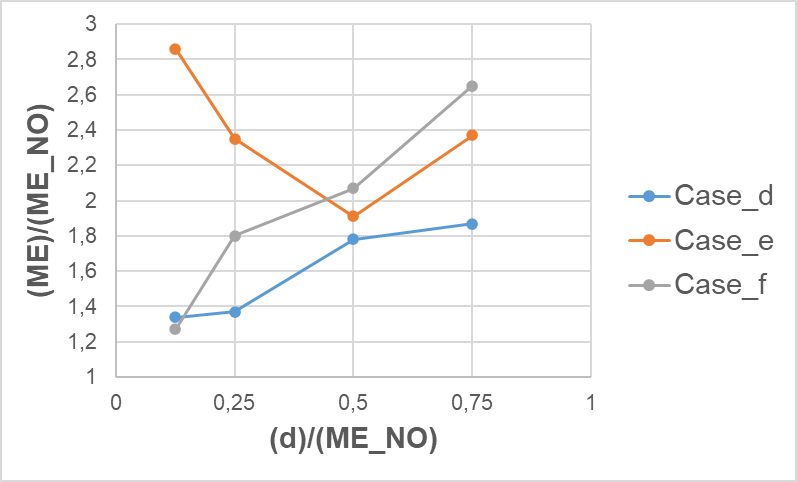 3
2,8
2,6
2,4
2,2
2
1,8
1,6
1,4
1,2
1
(ME)/(ME_NO)
0 0,25 0,5 0,75 1
(d)/(ME_NO)
Case_d
Case_e
Case_f